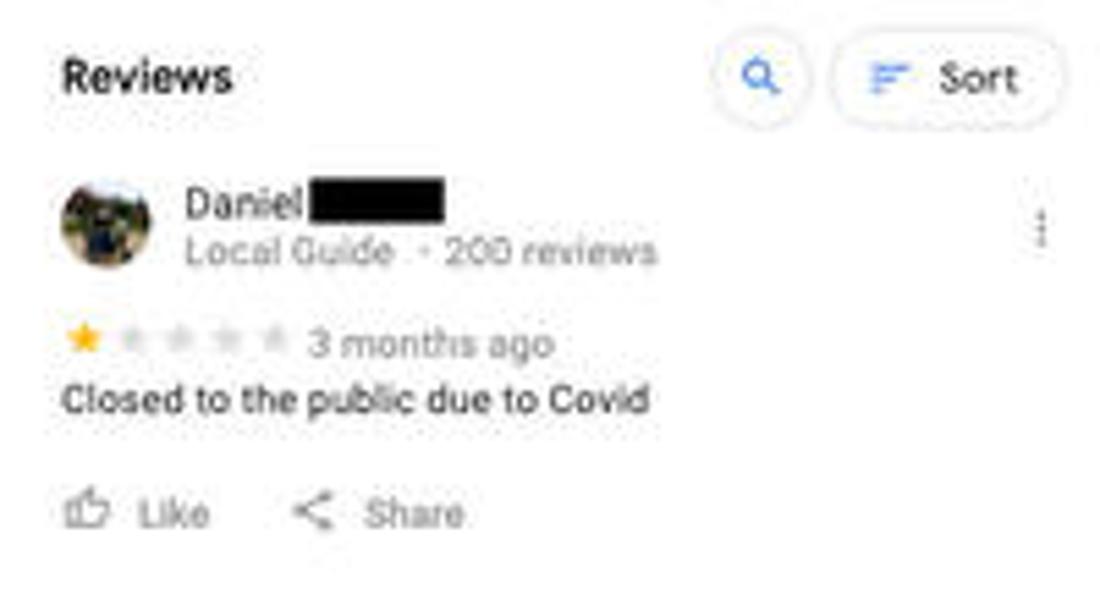 Reviews
Sort
Daniel
Local Guide · 200 reviews
3 months ago
Closed to the public due to Covid
Like Share